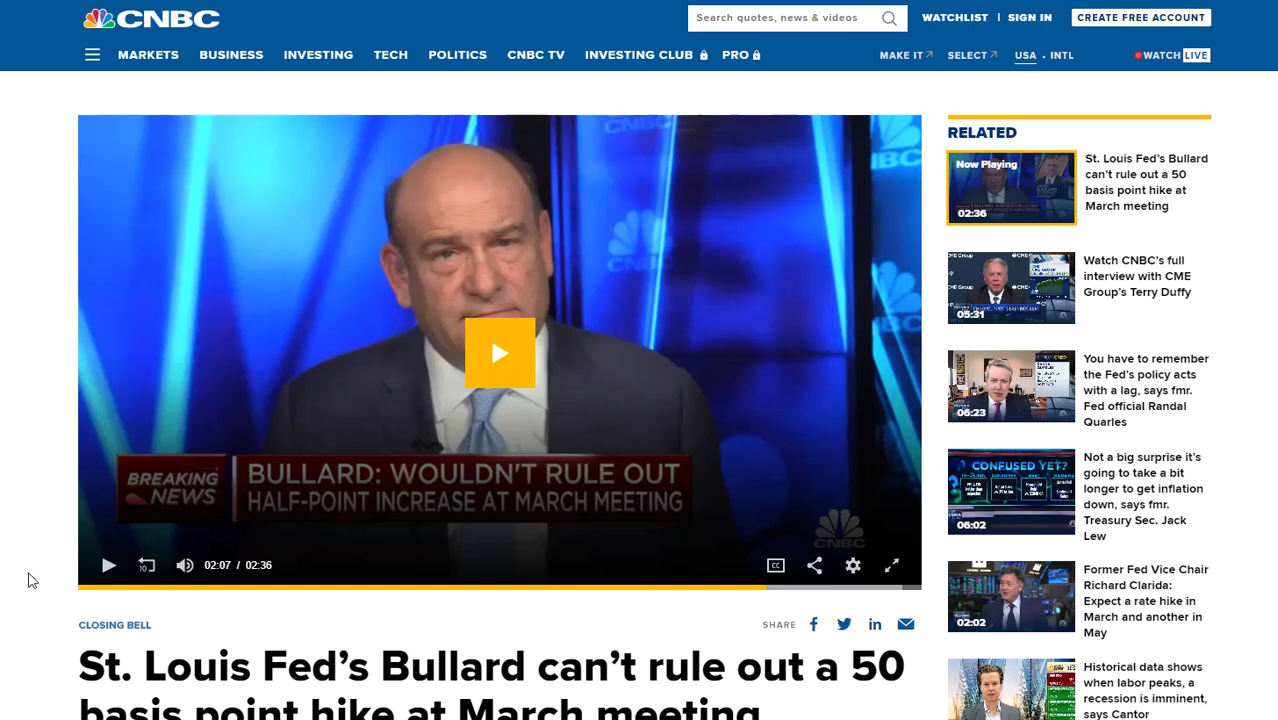 CNBC
Search quotes, news & videos
WATCHLIST | SIGN IN
CREATE FREE ACCOUNT
MARKETS BUSINESS INVESTING TECH POLITICS CNBC TV INVESTING CLUB PRO
MAKE IT SELECT USA - INTL WATCH LIVE
CNBC
BREAKING
NEWS
BULLARD: WOULDN'T RULE OUT
HALF-POINT INCREASE AT MARCH MEETING
10
02:07 / 02:36
CC
CLOSING BELL
SHARE
St. Louis Fed’s Bullard can’t rule out a 50
basis point hike at March meeting
RELATED
Now Playing
02:36
St. Louis Fed’s Bullard
can’t rule out a 50
basis point hike at
March meeting
CME Group
05:31
Watch CNBC’s full
interview with CME
Group’s Terry Duffy
06:23
You have to remember
the Fed’s policy acts
with a lag, says fmr.
Fed official Randal
Quarles
CONFUSED YET?
06:02
Not a big surprise it’s
going to take a bit
longer to get inflation
down, says fmr.
Treasury Sec. Jack
Lew
02:02
Former Fed Vice Chair
Richard Clarida:
Expect a rate hike in
March and another in
May
Historical data shows
when labor peaks, a
recession is imminent,
says Cantor